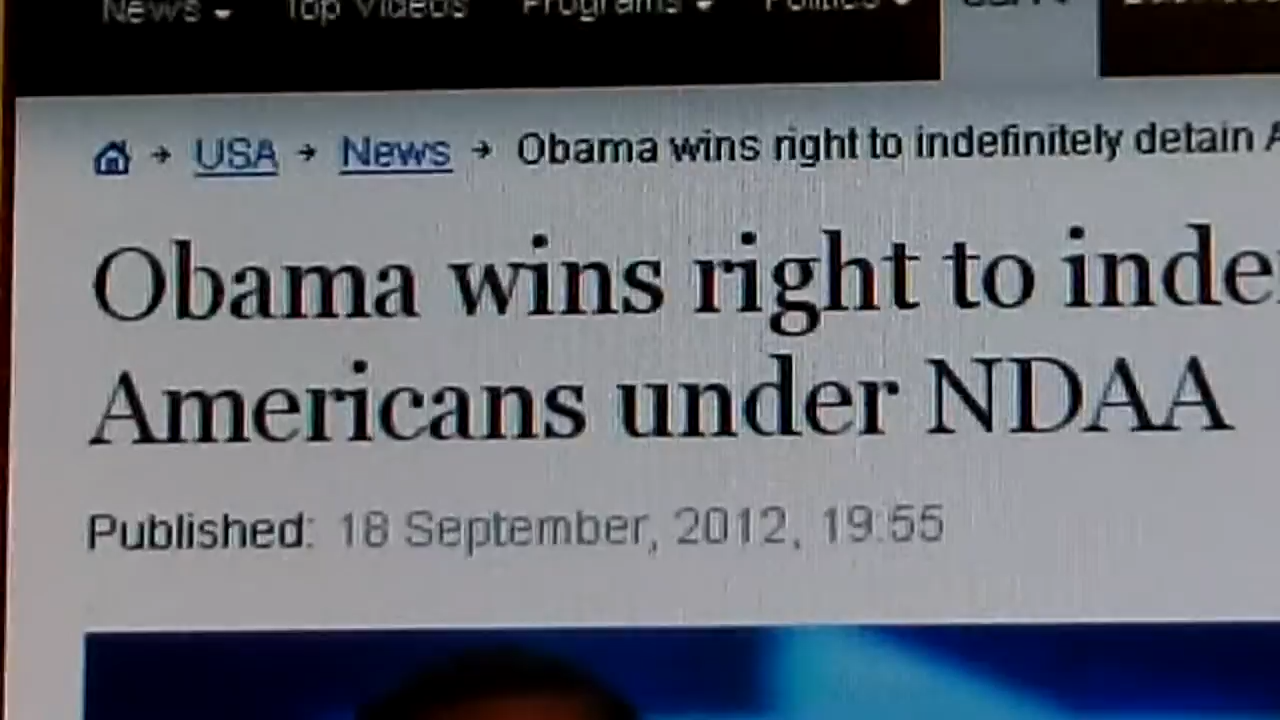 News Top Videos Programs Politics
USA News Obama wins right to indefinitely detain
Obama wins right to inde
Americans under NDAA
Published: 18 September, 2012, 19:55